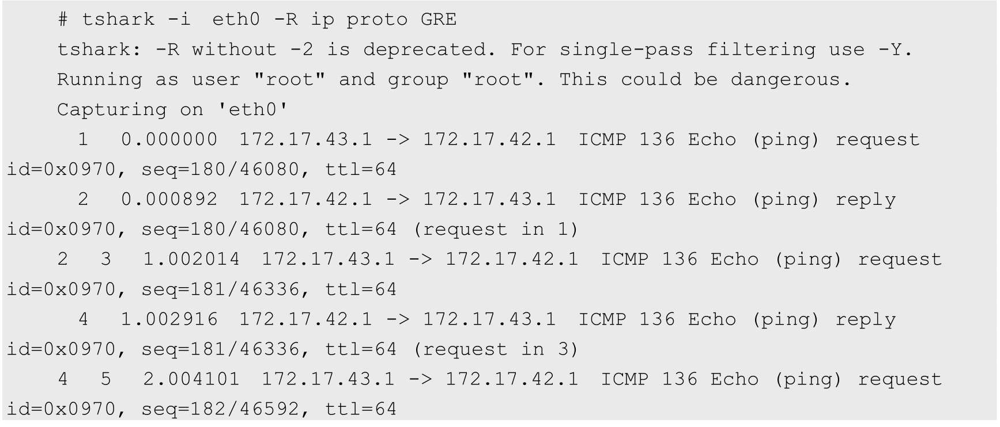 # tshark -i eth0 -R ip proto GRE
tshark: -R without -2 is deprecated. For single-pass filtering use -Y.
Running as user "root" and group "root". This could be dangerous.
Capturing on 'eth0'
1 0.000000 172.17.43.1 -> 172.17.42.1 ICMP 136 Echo (ping) request
id=0x0970, seq=180/46080, ttl=64
2 0.000892 172.17.42.1 -> 172.17.43.1 ICMP 136 Echo (ping) reply
id=0x0970, seq=180/46080, ttl=64 (request in 1)
2 3 1.002014 172.17.43.1 -> 172.17.42.1 ICMP 136 Echo (ping) request
id=0x0970, seq=181/46336, ttl=64
4 1.002916 172.17.42.1 -> 172.17.43.1 ICMP 136 Echo (ping) reply
id=0x0970, seq=181/46336, ttl=64 (request in 3)
4 5 2.004101 172.17.43.1 -> 172.17.42.1 ICMP 136 Echo (ping) request
id=0x0970, seq=182/46592, ttl=64